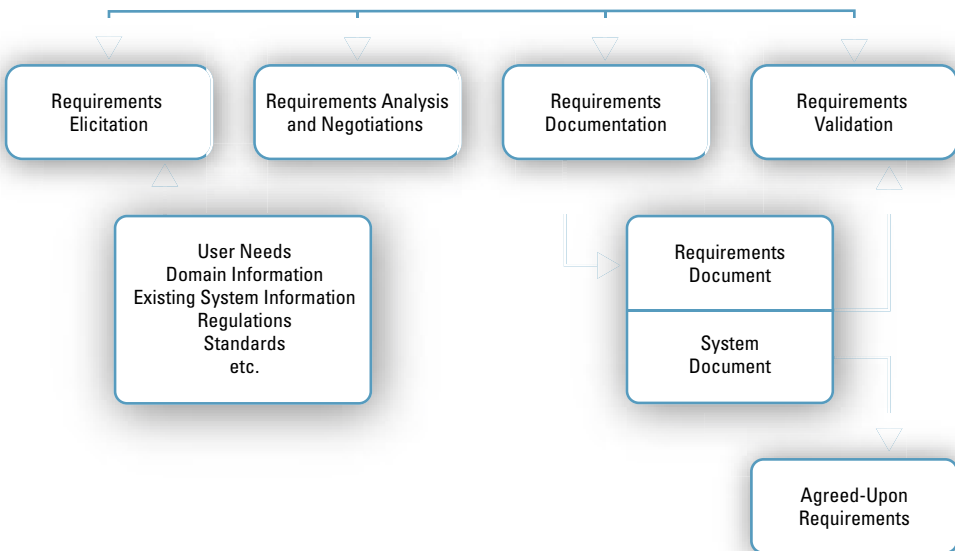 Requirements
Elicitation
Requirements Analysis
and Negotiations
Requirements
Documentation
Requirements
Validation
User Needs
Domain Information
Existing System Information
Regulations
Standards
etc.
Requirements
Document
System
Document
Agreed-Upon
Requirements